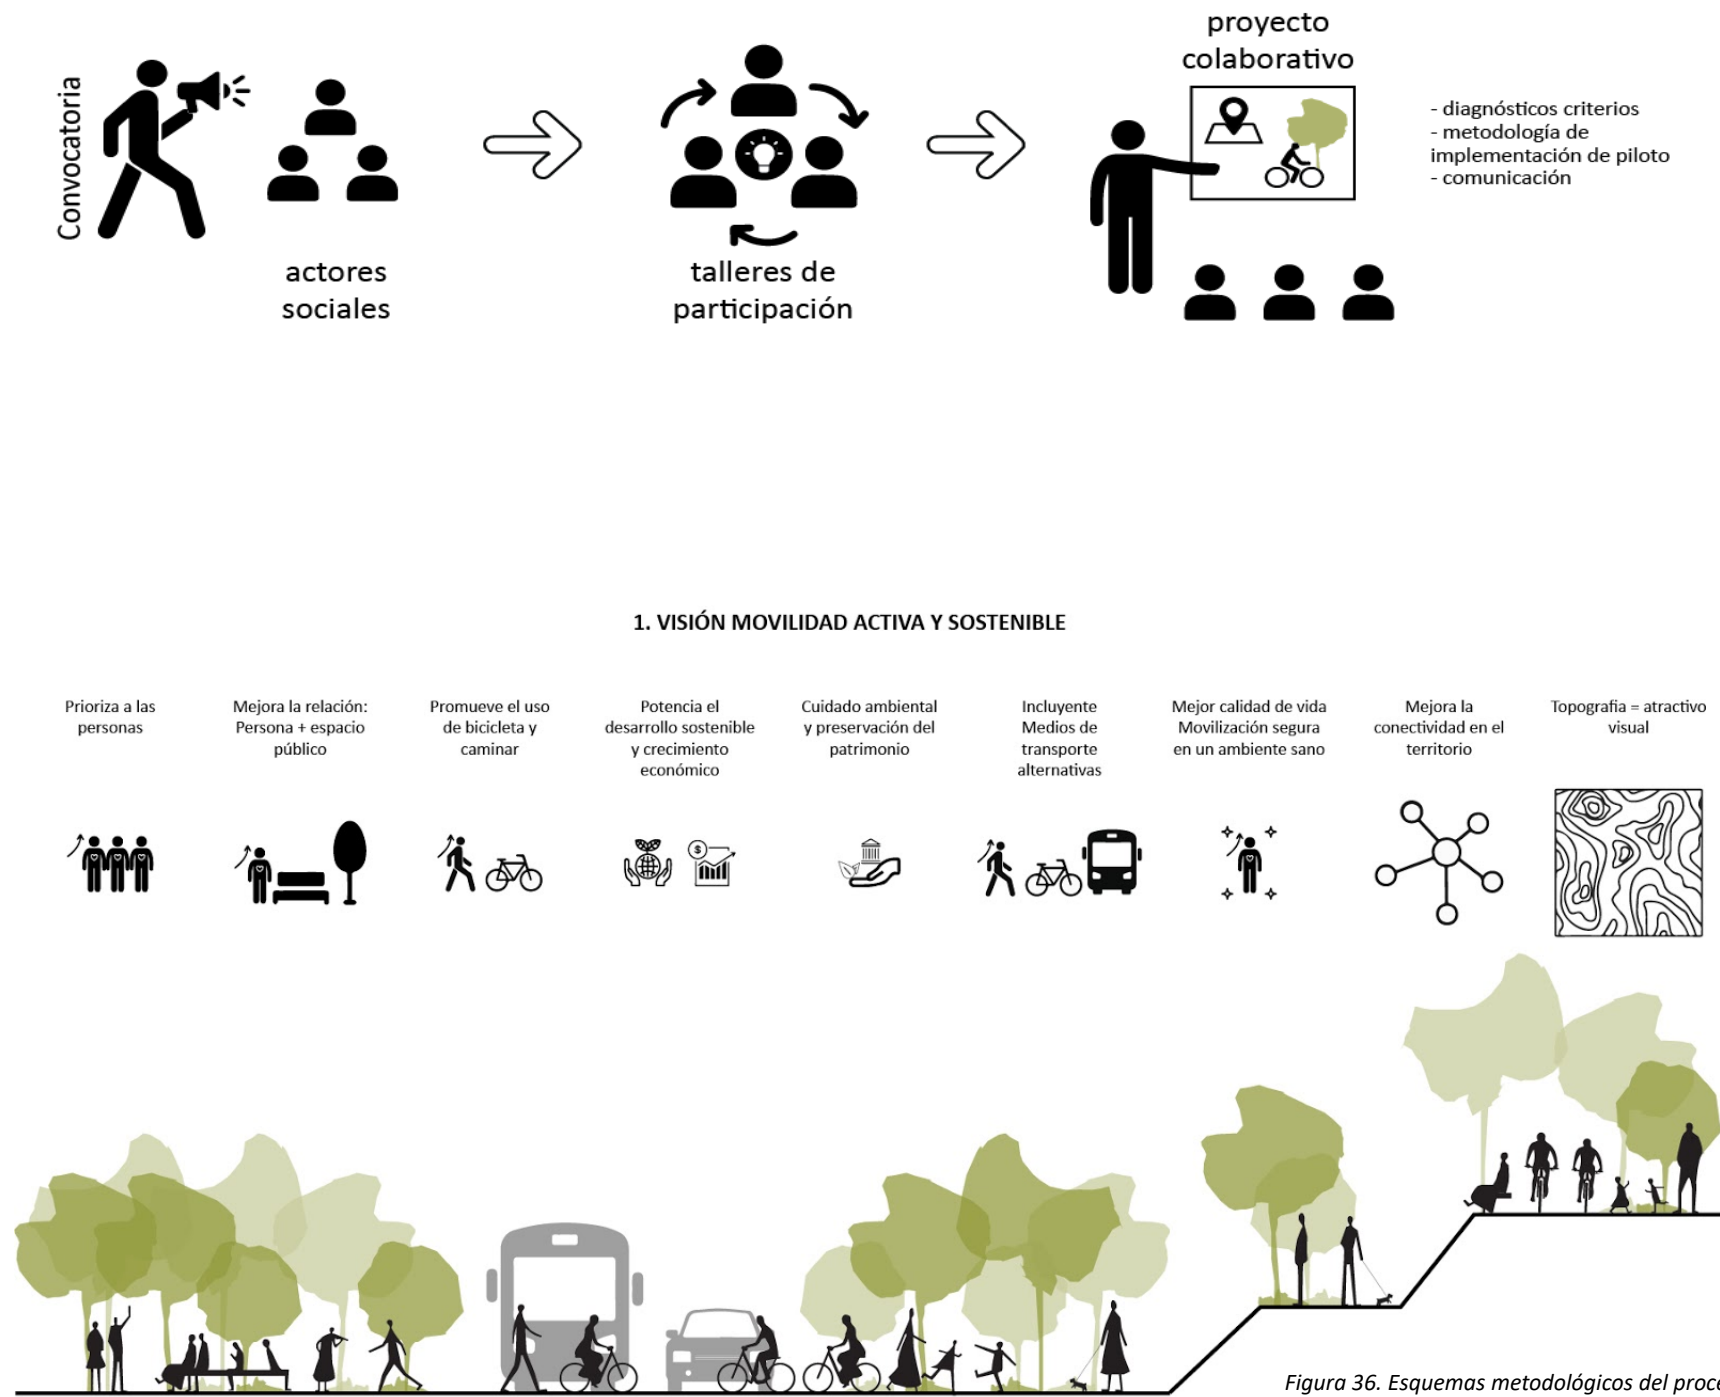 Convocatoria
actores
sociales
talleres de
participación
proyecto
colaborativo
- diagnósticos criterios
- metodología de
implementación de piloto
- comunicación
1. VISIÓN MOVILIDAD ACTIVA Y SOSTENIBLE
Prioriza a las
personas
Mejora la relación:
Persona + espacio
público
Promueve el uso
de bicicleta y
caminar
Potencia el
desarrollo sostenible
y crecimiento
económico
Cuidado ambiental
y preservación del
patrimonio
Incluyente
Medios de
transporte
alternativas
Mejor calidad de vida
Movilización segura
en un ambiente sano
Mejora la
conectividad en el
territorio
Topografia = atractivo
visual
$
Figura 36. Esquemas metodológicos del proce